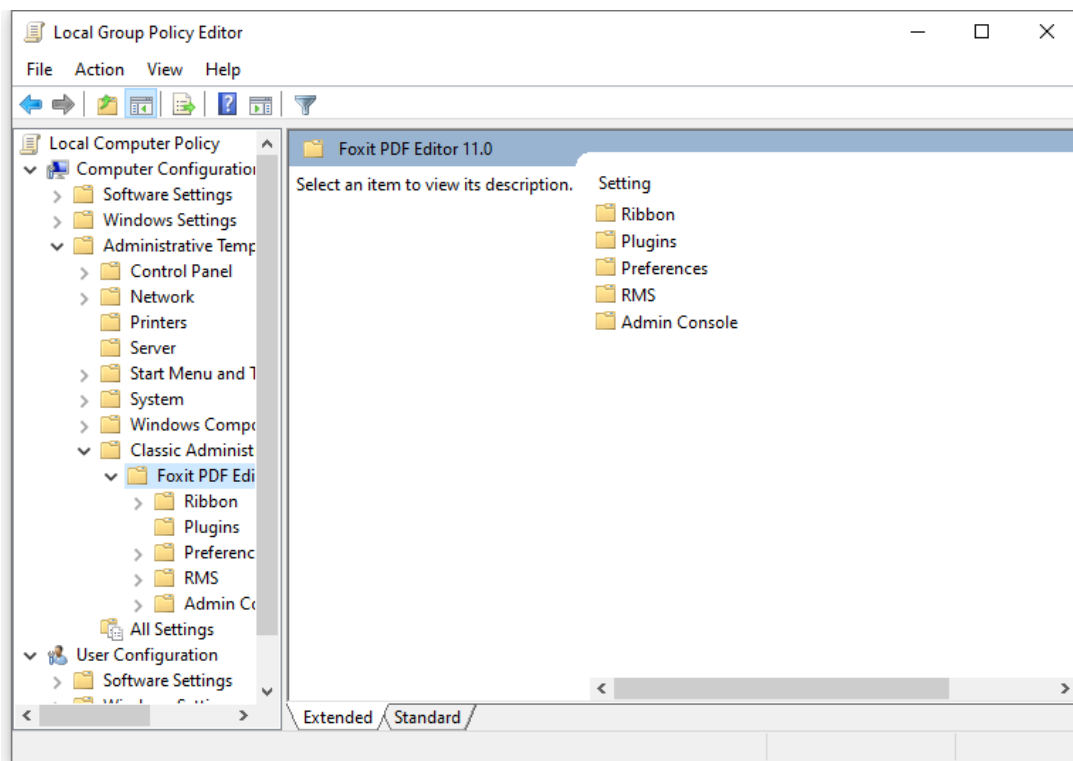 Local Group Policy Editor
File Action View Help
Local Computer Policy
Computer Configuration
Software Settings
Windows Settings
Administrative Temp
Control Panel
Network
Printers
Server
Start Menu and T
System
Windows Compo
Classic Administ
Foxit PDF Edi
Ribbon
Plugins
Preferenc
RMS
Admin Co
All Settings
User Configuration
Software Settings
Foxit PDF Editor 11.0
Select an item to view its description.
Setting
Ribbon
Plugins
Preferences
RMS
Admin Console
Extended Standard